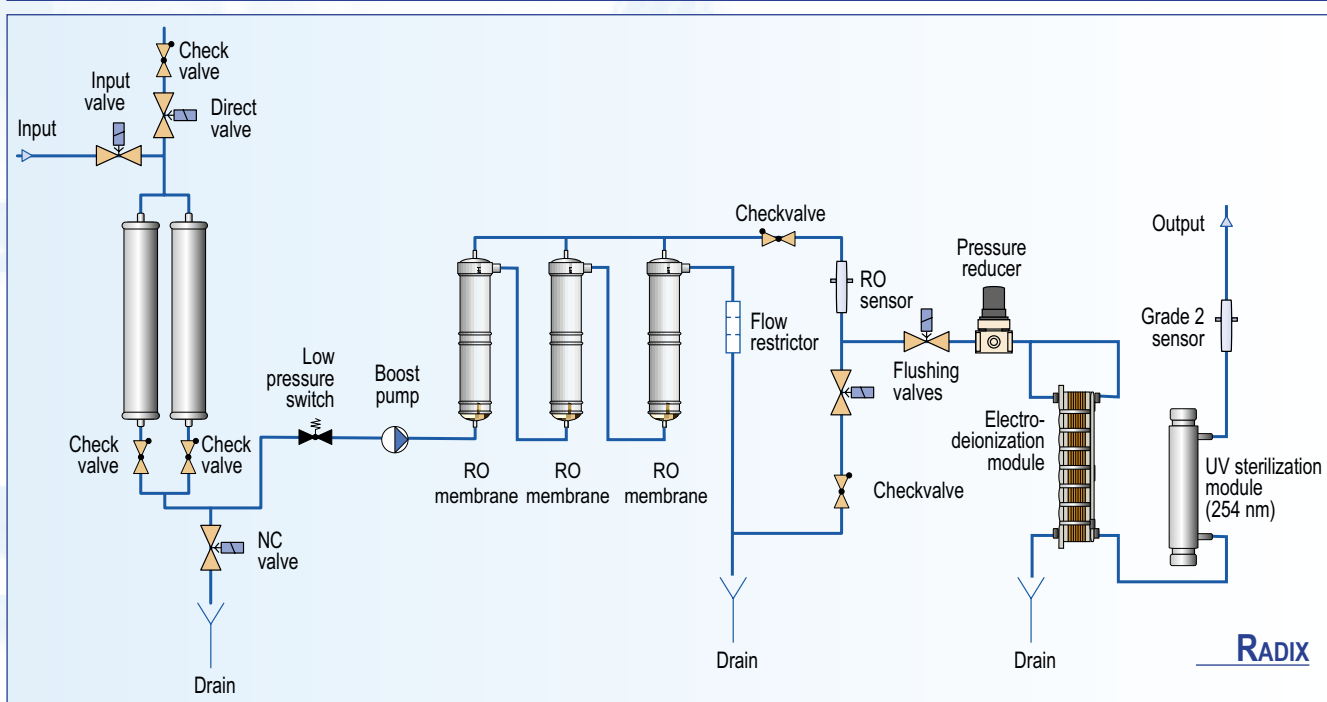 Check
valve
Input
valve
Direct
valve
Input
Check
valve
Check
valve
NC
valve
Drain
Low
pressure
switch
Boost
pump
RO
membrane
RO
membrane
RO
membrane
Checkvalve
Flow
restrictor
RO
sensor
Flushing
valves
Checkvalve
Drain
Pressure
reducer
Electro-
deionization
module
Drain
Output
Grade 2
sensor
UV sterilization
module
(254 nm)
RADIX